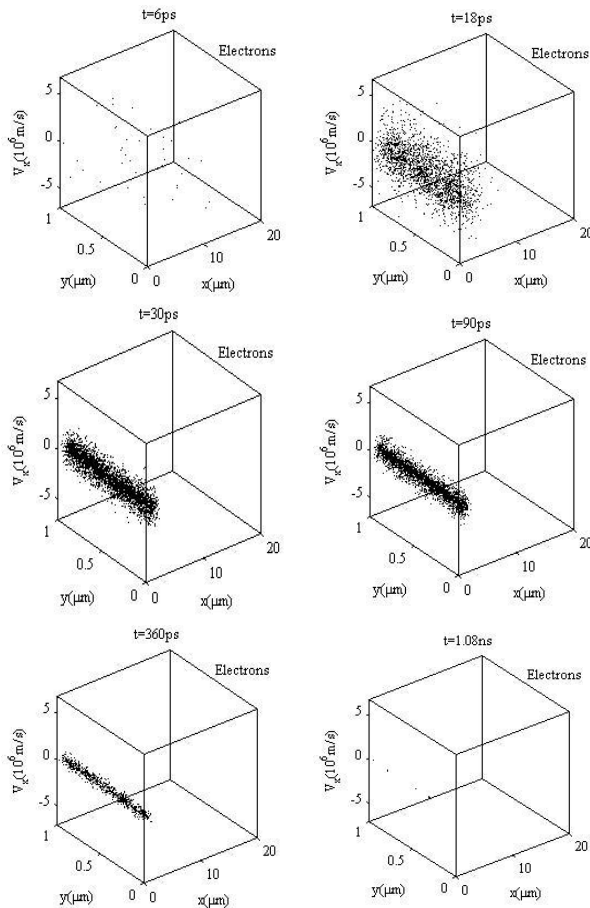 t=6ps
Electrons
V_x(10^6 m/s)
5
0
-5
1
0.5
0
y(μm)
0
10
20
x(μm)
t=18ps
Electrons
V_x(10^6 m/s)
5
0
-5
1
0.5
0
y(μm)
0
10
20
x(μm)
t=30ps
Electrons
V_x(10^6 m/s)
5
0
-5
1
0.5
0
y(μm)
0
10
20
x(μm)
t=90ps
Electrons
V_x(10^6 m/s)
5
0
-5
1
0.5
0
y(μm)
0
10
20
x(μm)
t=360ps
Electrons
V_x(10^6 m/s)
5
0
-5
1
0.5
0
y(μm)
0
10
20
x(μm)
t=1.08ns
Electrons
V_x(10^6 m/s)
5
0
-5
1
0.5
0
y(μm)
0
10
20
x(μm)